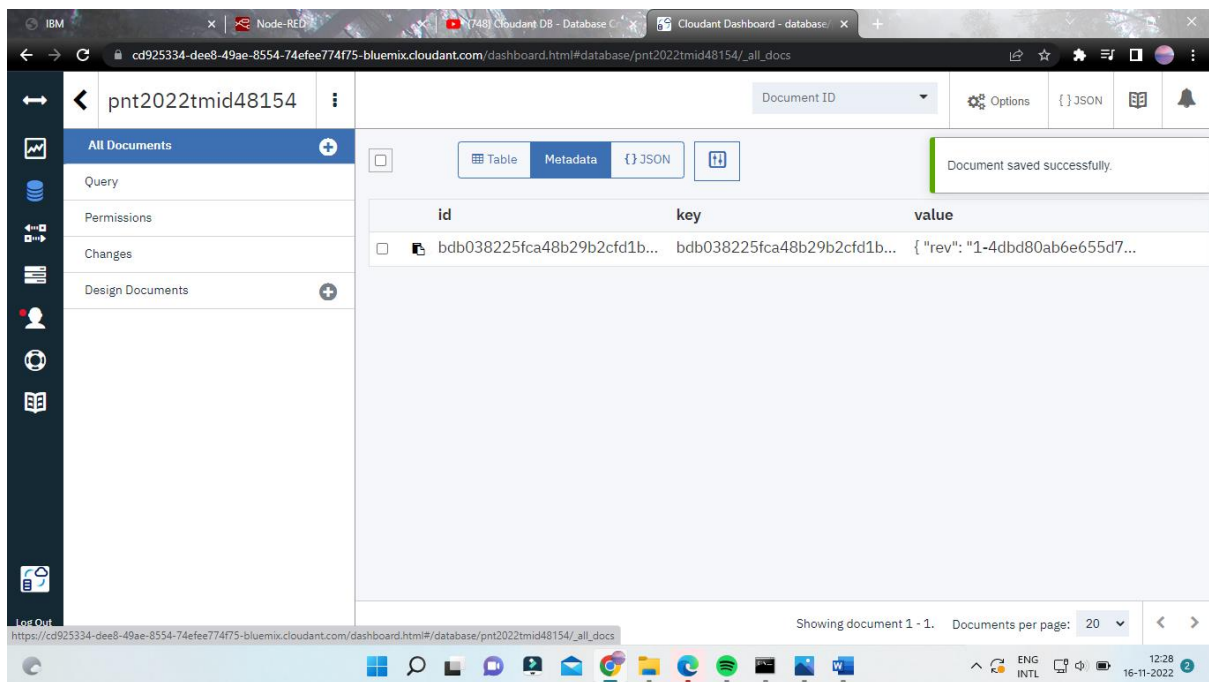 IBM
Node-RED
(748) Cloudant DB - Database C
Cloudant Dashboard - database/
cd925334-dee8-49ae-8554-74efee774f75-bluemix.cloudant.com/dashboard.html#database/pnt2022tmid48154/_all_docs
pnt2022tmid48154
Document ID
Options
{ } JSON
All Documents
Query
Permissions
Changes
Design Documents
Table
Metadata
{ } JSON
Document saved successfully.
id key value
bdb038225fca48b29b2cfd1b... bdb038225fca48b29b2cfd1b... { "rev": "1-4dbd80ab6e655d7...
Showing document 1 - 1. Documents per page: 20
Log Out
https://cd925334-dee8-49ae-8554-74efee774f75-bluemix.cloudant.com/dashboard.html#/database/pnt2022tmid48154/_all_docs
ENG
INTL
12:28
16-11-2022
2